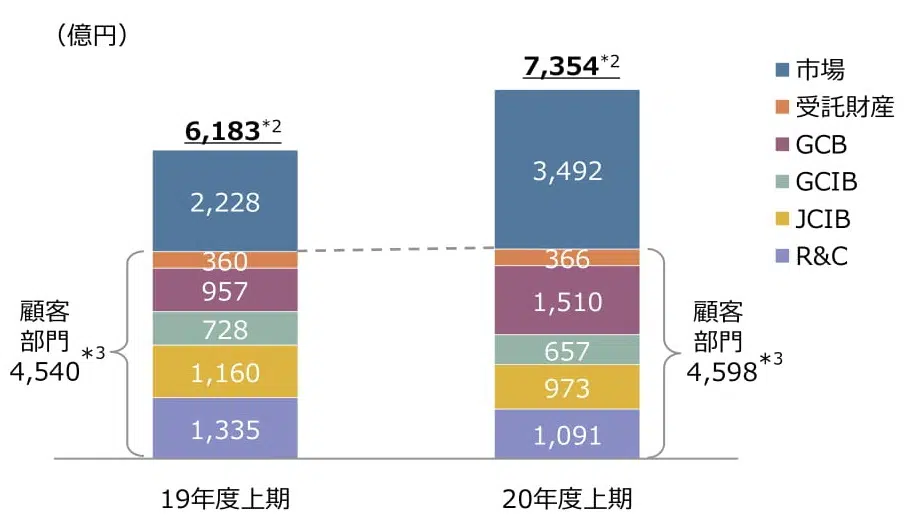 （億円）
6,183*2
7,354*2
2,228
360
957
728
1,160
1,335
3,492
366
1,510
657
973
1,091
顧客
部門
4,540*3
顧客
部門
4,598*3
19年度上期
20年度上期
市場
受託財産
GCB
GCIB
JCIB
R&C